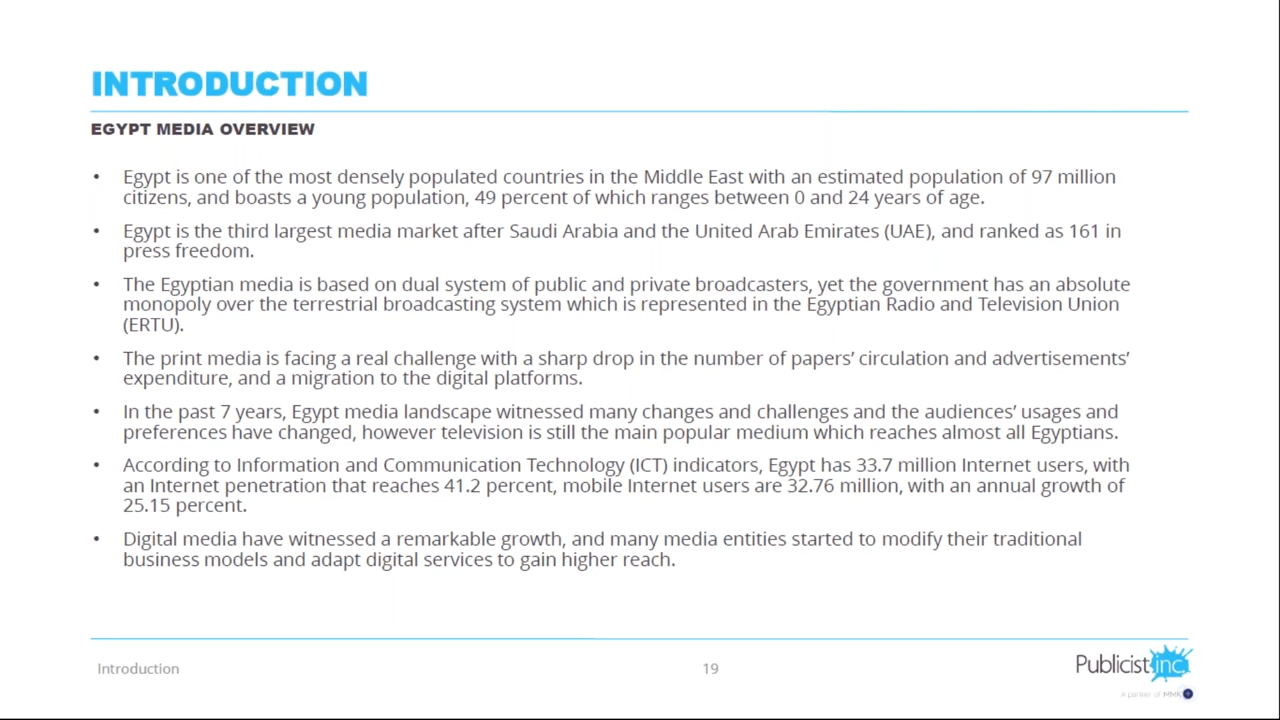 INTRODUCTION
EGYPT MEDIA OVERVIEW
• Egypt is one of the most densely populated countries in the Middle East with an estimated population of 97 million
citizens, and boasts a young population, 49 percent of which ranges between 0 and 24 years of age.
• Egypt is the third largest media market after Saudi Arabia and the United Arab Emirates (UAE), and ranked as 161 in
press freedom.
• The Egyptian media is based on dual system of public and private broadcasters, yet the government has an absolute
monopoly over the terrestrial broadcasting system which is represented in the Egyptian Radio and Television Union
(ERTU).
• The print media is facing a real challenge with a sharp drop in the number of papers’ circulation and advertisements’
expenditure, and a migration to the digital platforms.
• In the past 7 years, Egypt media landscape witnessed many changes and challenges and the audiences’ usages and
preferences have changed, however television is still the main popular medium which reaches almost all Egyptians.
• According to Information and Communication Technology (ICT) indicators, Egypt has 33.7 million Internet users, with
an Internet penetration that reaches 41.2 percent, mobile Internet users are 32.76 million, with an annual growth of
25.15 percent.
• Digital media have witnessed a remarkable growth, and many media entities started to modify their traditional
business models and adapt digital services to gain higher reach.
Introduction
19
Publicist inc.
A partner of MMK